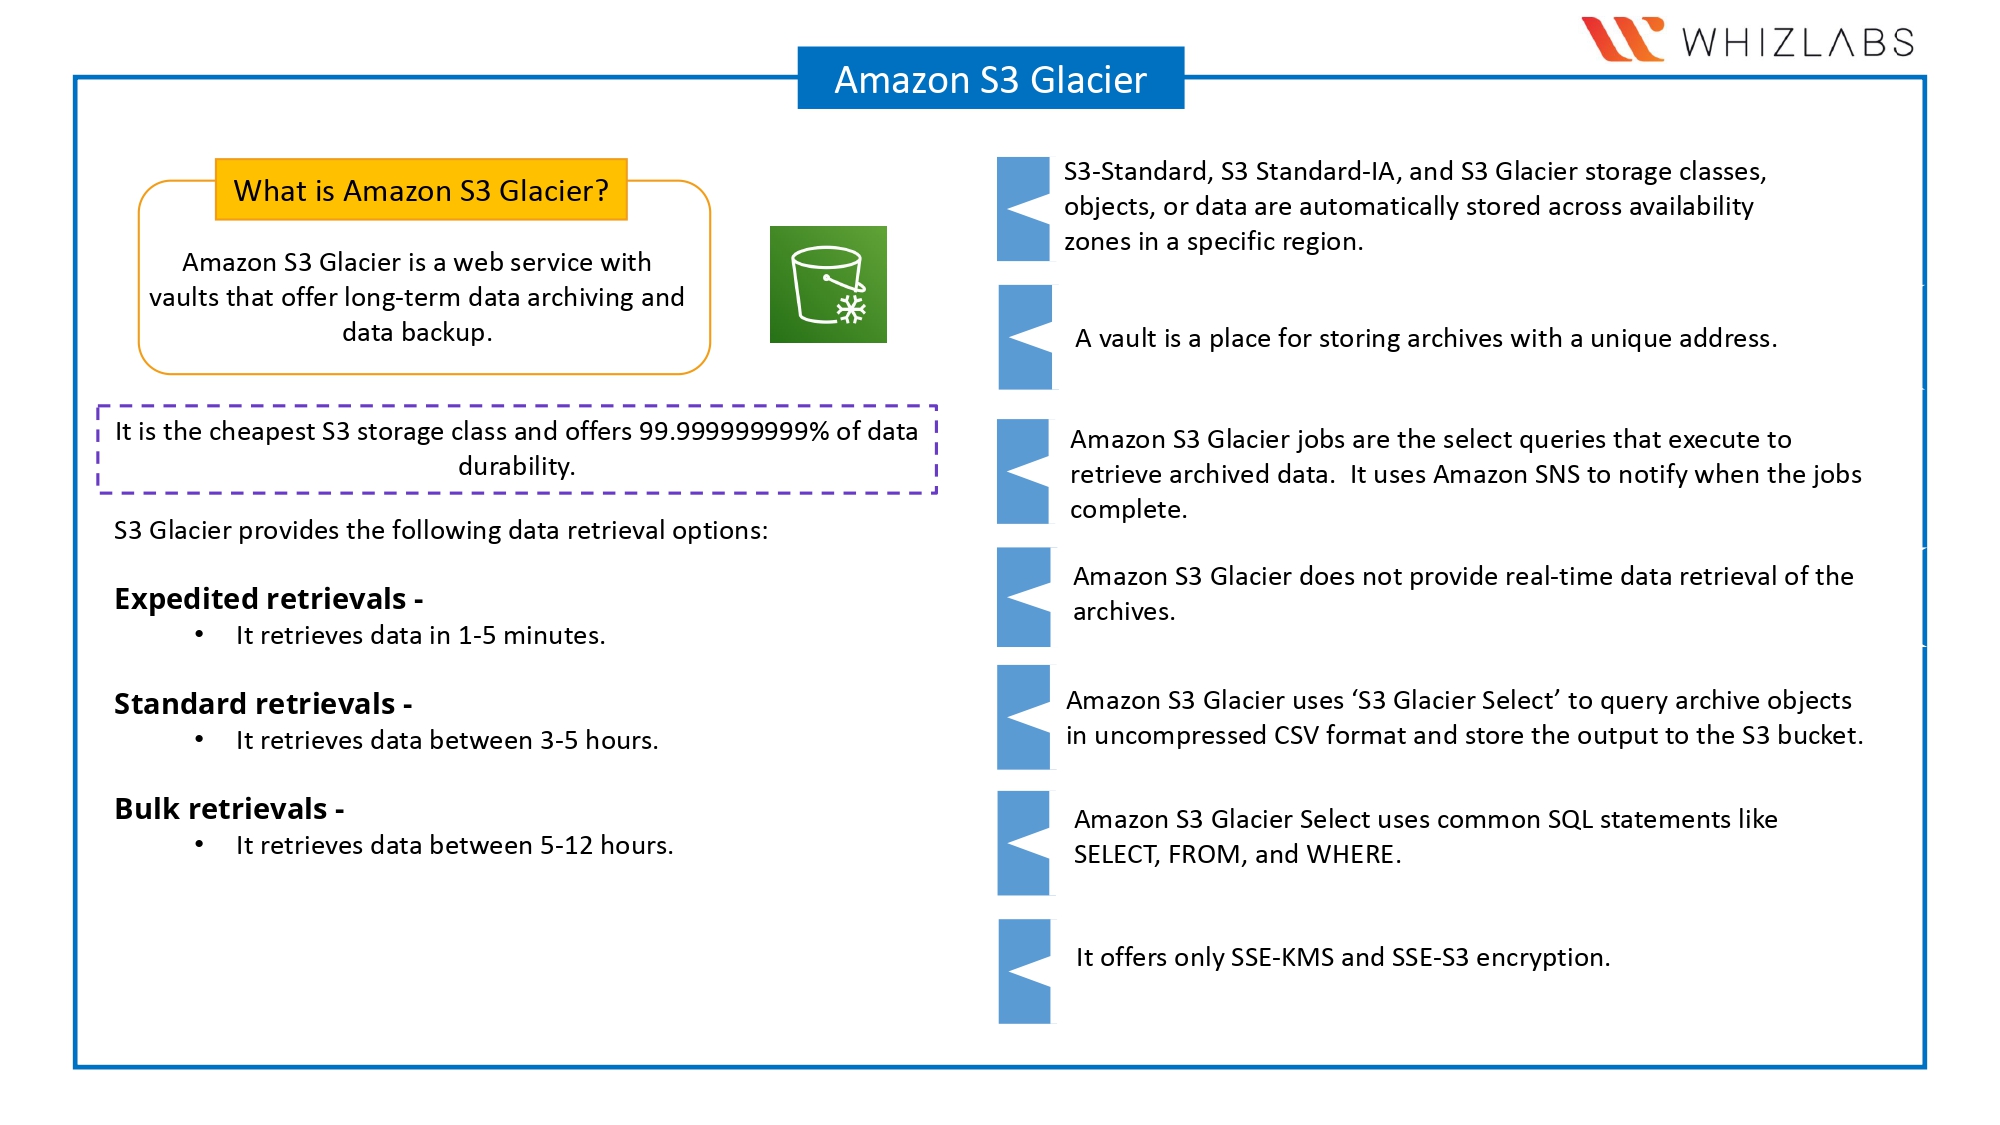 WHIZLABS
Amazon S3 Glacier
What is Amazon S3 Glacier?
Amazon S3 Glacier is a web service with
vaults that offer long-term data archiving and
data backup.
It is the cheapest S3 storage class and offers 99.999999999% of data
durability.
S3 Glacier provides the following data retrieval options:
Expedited retrievals -
• It retrieves data in 1-5 minutes.
Standard retrievals -
• It retrieves data between 3-5 hours.
Bulk retrievals -
• It retrieves data between 5-12 hours.
S3-Standard, S3 Standard-IA, and S3 Glacier storage classes,
objects, or data are automatically stored across availability
zones in a specific region.
A vault is a place for storing archives with a unique address.
Amazon S3 Glacier jobs are the select queries that execute to
retrieve archived data.  It uses Amazon SNS to notify when the jobs
complete.
Amazon S3 Glacier does not provide real-time data retrieval of the
archives.
Amazon S3 Glacier uses ‘S3 Glacier Select’ to query archive objects
in uncompressed CSV format and store the output to the S3 bucket.
Amazon S3 Glacier Select uses common SQL statements like
SELECT, FROM, and WHERE.
It offers only SSE-KMS and SSE-S3 encryption.